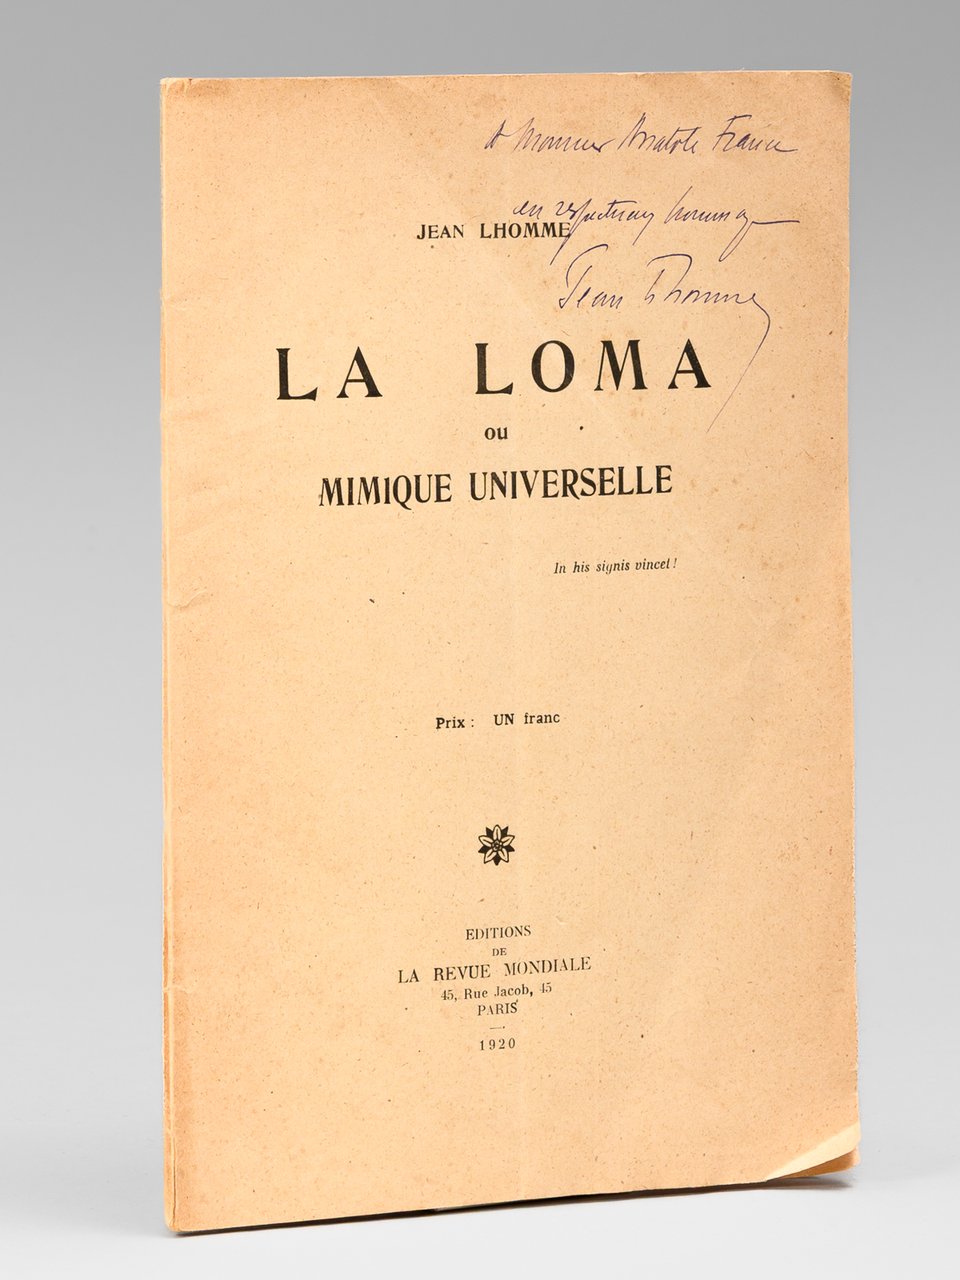 A Monsieur Anatole France
en respectueux hommage
JEAN LHOMME
Jean Lhomme
LA LOMA
OU
MIMIQUE UNIVERSELLE
In his signis vincet !
Prix : UN franc
EDITIONS
DE
LA REVUE MONDIALE
45, Rue Jacob, 45
PARIS
1920